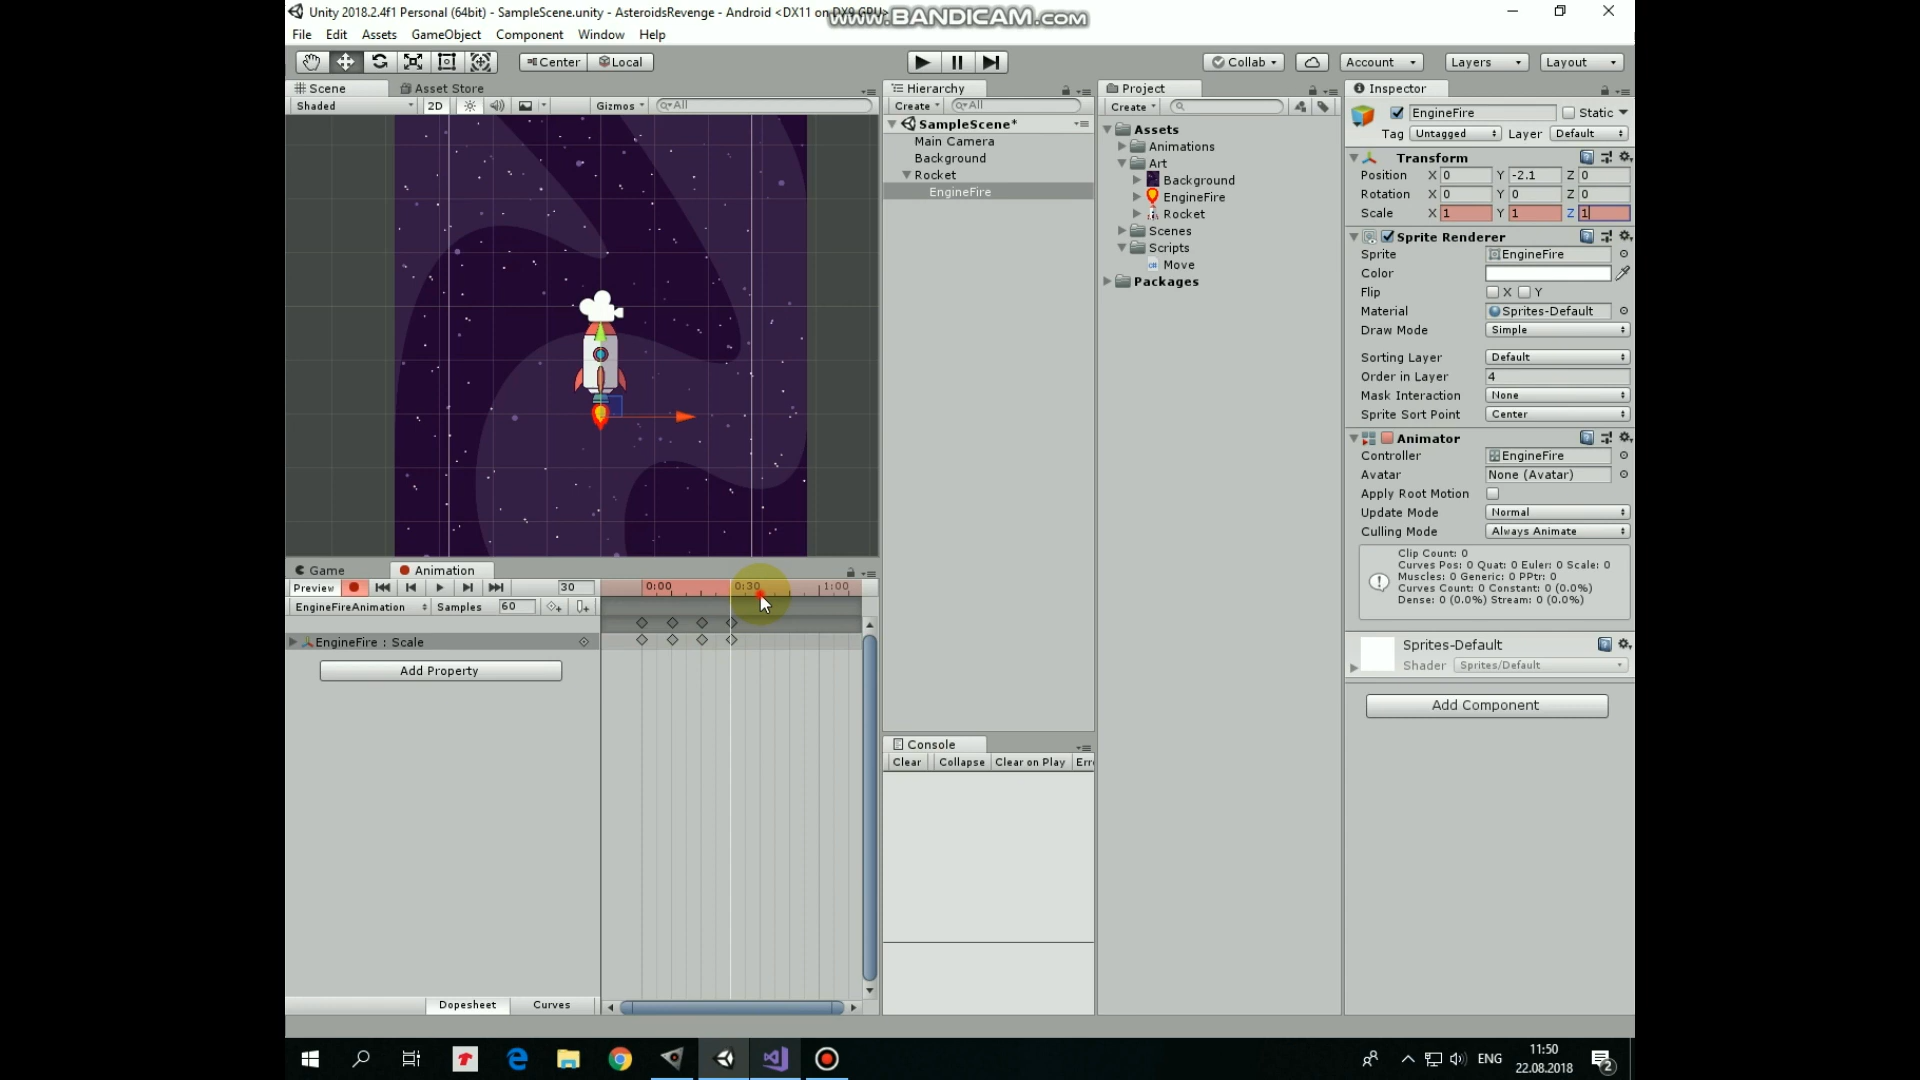 Unity 2018.2.4f1 Personal (64bit) - SampleScene.unity - AsteroidsRevenge - Android <DX11 on DX9 GPU>
WWW.BANDICAM.COM
File Edit Assets GameObject Component Window Help
Center Local
Collab Account Layers Layout
Scene Asset Store
Shaded 2D Gizmos All
Hierarchy
Create All
SampleScene*
Main Camera
Background
Rocket
EngineFire
Project
Create
Assets
Animations
Art
Background
EngineFire
Rocket
Scenes
Scripts
Move
Packages
Inspector
EngineFire Static
Tag Untagged Layer Default
Transform
Position X 0 Y -2.1 Z 0
Rotation X 0 Y 0 Z 0
Scale X 1 Y 1 Z 1
Sprite Renderer
Sprite EngineFire
Color
Flip X Y
Material Sprites-Default
Draw Mode Simple
Sorting Layer Default
Order in Layer 4
Mask Interaction None
Sprite Sort Point Center
Animator
Controller EngineFire
Avatar None (Avatar)
Apply Root Motion
Update Mode Normal
Culling Mode Always Animate
Clip Count: 0
Curves Pos: 0 Quat: 0 Euler: 0 Scale: 0
Muscles: 0 Generic: 0 PPtr: 0
Curves Count: 0 Constant: 0 (0.0%)
Dense: 0 (0.0%) Stream: 0 (0.0%)
Sprites-Default
Shader Sprites/Default
Add Component
Game Animation
Preview 30 0:00 0:30 1:00
EngineFireAnimation Samples 60
EngineFire : Scale
Add Property
Dopesheet Curves
Console
Clear Collapse Clear on Play Err
ENG
11:50
22.08.2018
2